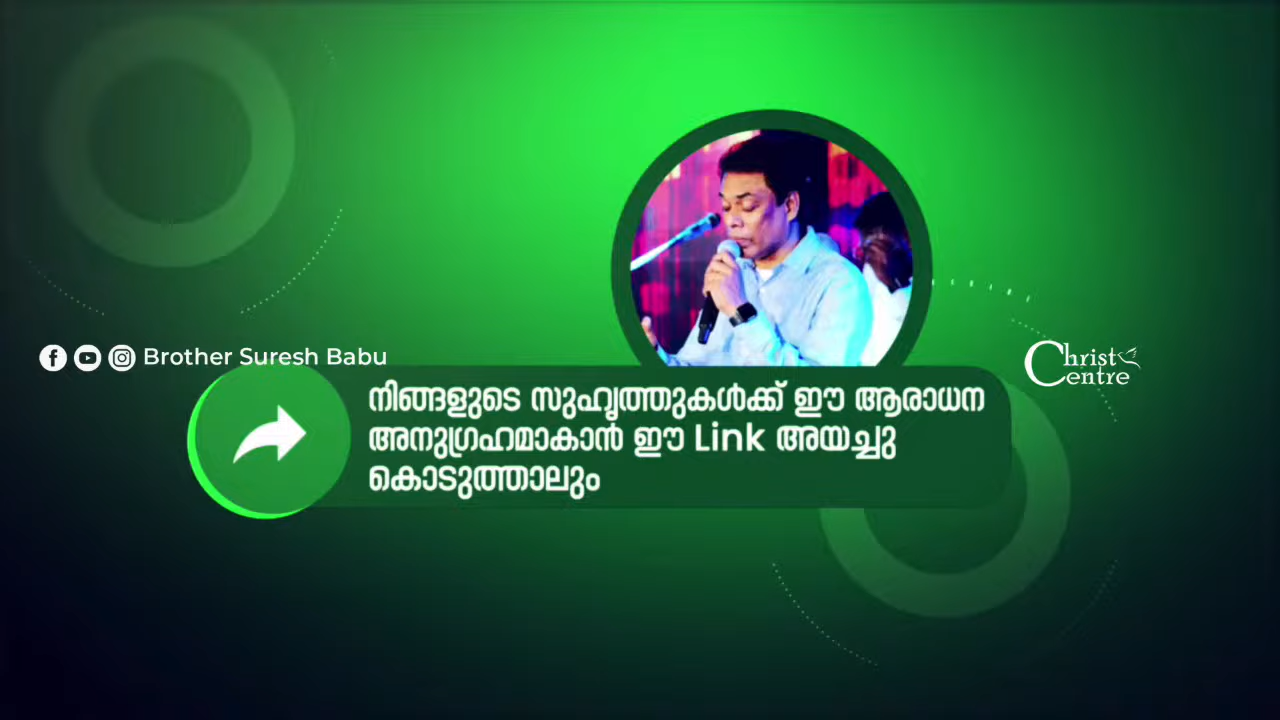 Brother Suresh Babu
Christ
Centre
നിങ്ങളുടെ സുഹൃത്തുകൾക്ക് ഈ ആരാധന
അനുഗ്രഹമാകാൻ ഈ Link അയച്ചു
കൊടുത്താലും